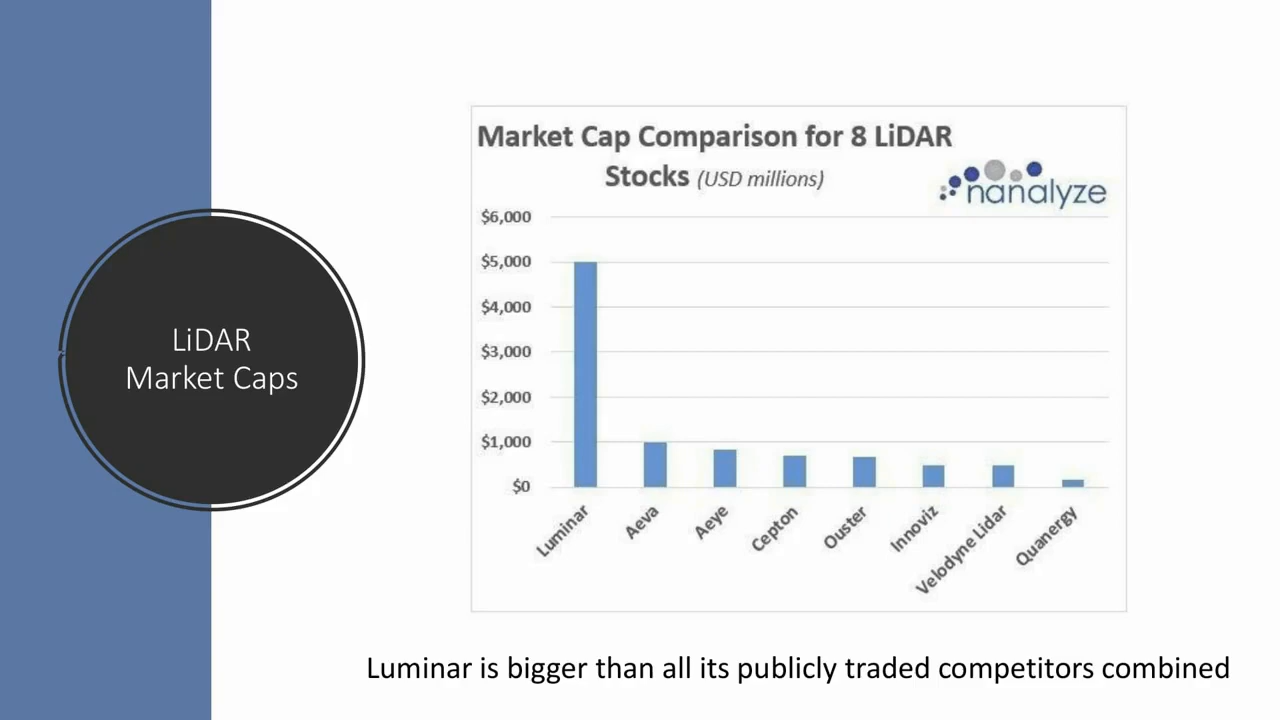 LiDAR
Market Caps
Market Cap Comparison for 8 LiDAR
Stocks (USD millions)
nanalyze
$6,000
$5,000
$4,000
$3,000
$2,000
$1,000
$0
Luminar
Aeva
Aeye
Cepton
Ouster
Innoviz
Velodyne Lidar
Quanergy
Luminar is bigger than all its publicly traded competitors combined